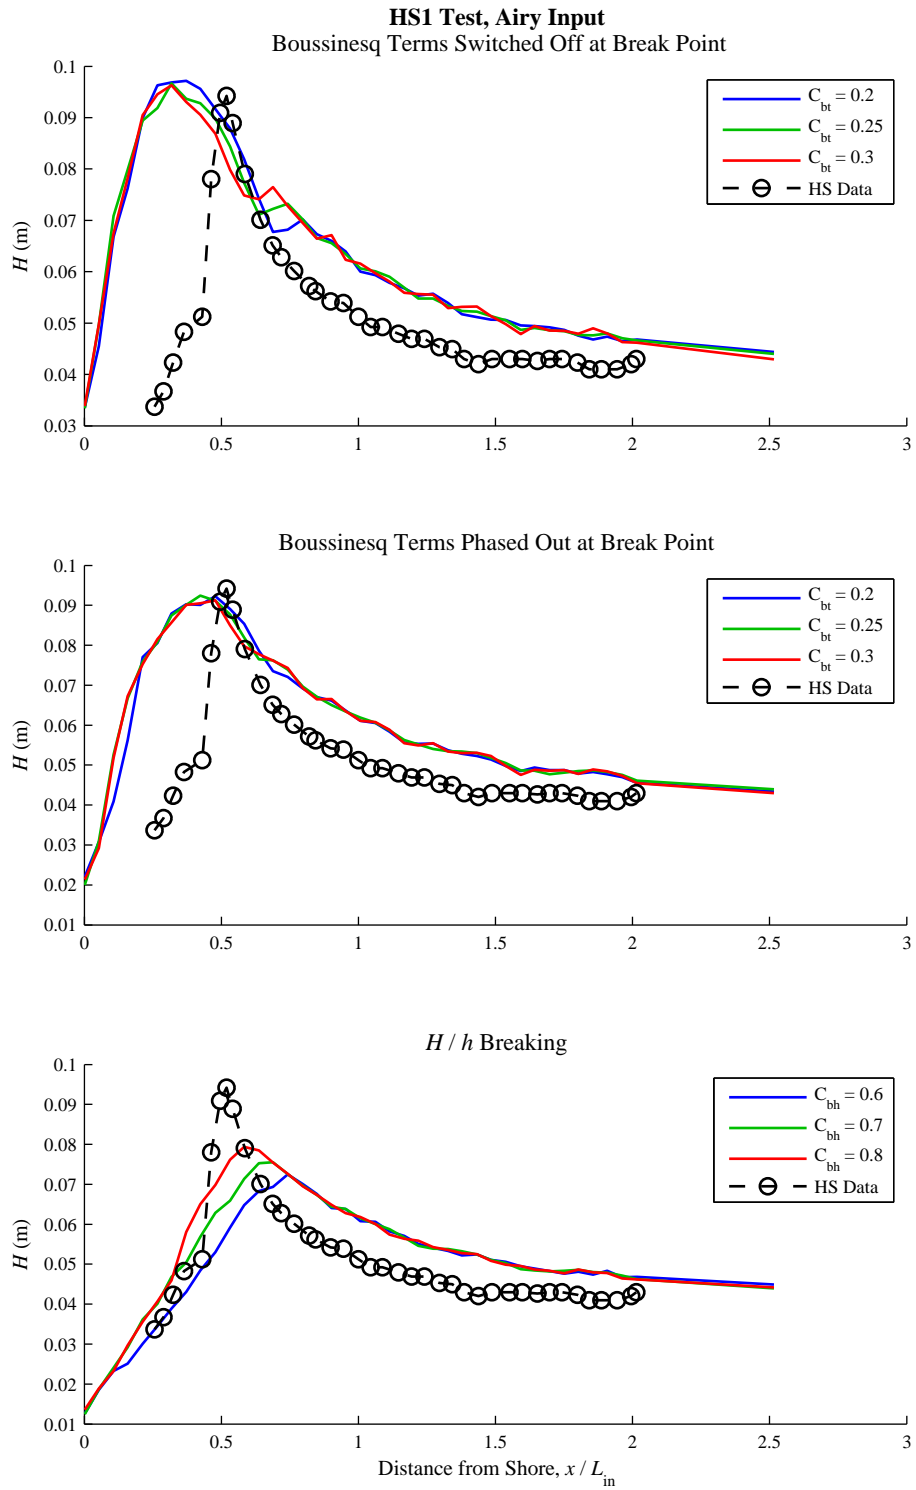 HS1 Test, Airy Input
Boussinesq Terms Switched Off at Break Point
0.1
0.09
0.08
0.07
0.06
0.05
0.04
0.03
H (m)
0 0.5 1 1.5 2 2.5 3
C_bt = 0.2
C_bt = 0.25
C_bt = 0.3
HS Data
Boussinesq Terms Phased Out at Break Point
0.1
0.09
0.08
0.07
0.06
0.05
0.04
0.03
0.02
0.01
H (m)
0 0.5 1 1.5 2 2.5 3
C_bt = 0.2
C_bt = 0.25
C_bt = 0.3
HS Data
H / h Breaking
0.1
0.09
0.08
0.07
0.06
0.05
0.04
0.03
0.02
0.01
H (m)
0 0.5 1 1.5 2 2.5 3
C_bh = 0.6
C_bh = 0.7
C_bh = 0.8
HS Data
Distance from Shore, x / L_in